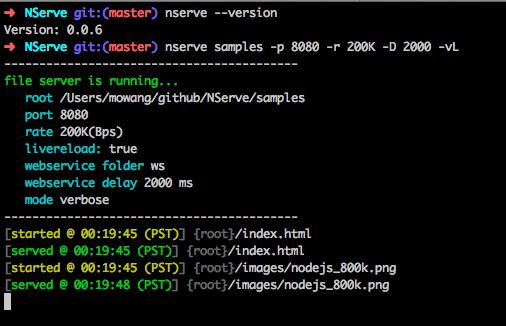 ➜ NServe git:(master) nserve --version
Version: 0.0.6
➜ NServe git:(master) nserve samples -p 8080 -r 200K -D 2000 -vL
-----------------------------------------
file server is running...
root /Users/mowang/github/NServe/samples
port 8080
rate 200K(Bps)
livereload: true
webservice folder ws
webservice delay 2000 ms
mode verbose
-----------------------------------------
[started @ 00:19:45 (PST)] {root}/index.html
[served @ 00:19:45 (PST)] {root}/index.html
[started @ 00:19:45 (PST)] {root}/images/nodejs_800k.png
[served @ 00:19:48 (PST)] {root}/images/nodejs_800k.png